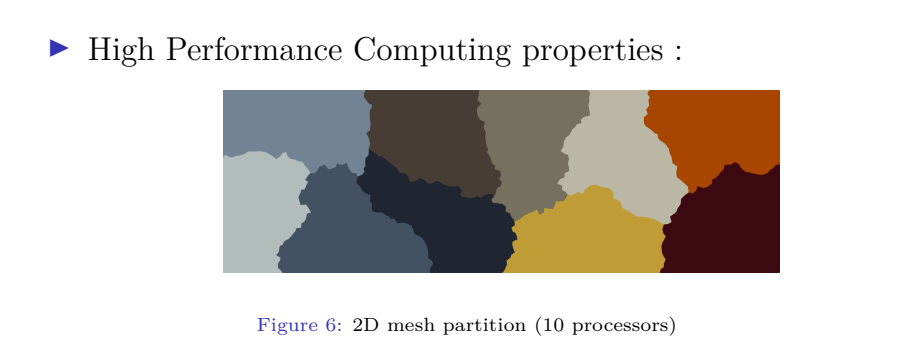 High Performance Computing properties :
Figure 6: 2D mesh partition (10 processors)